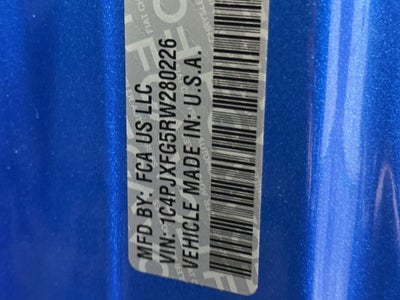 MFD BY: FCA US LLC
VIN: 1C4PJXFG5RW280226
VEHICLE MADE IN: U.S.A.